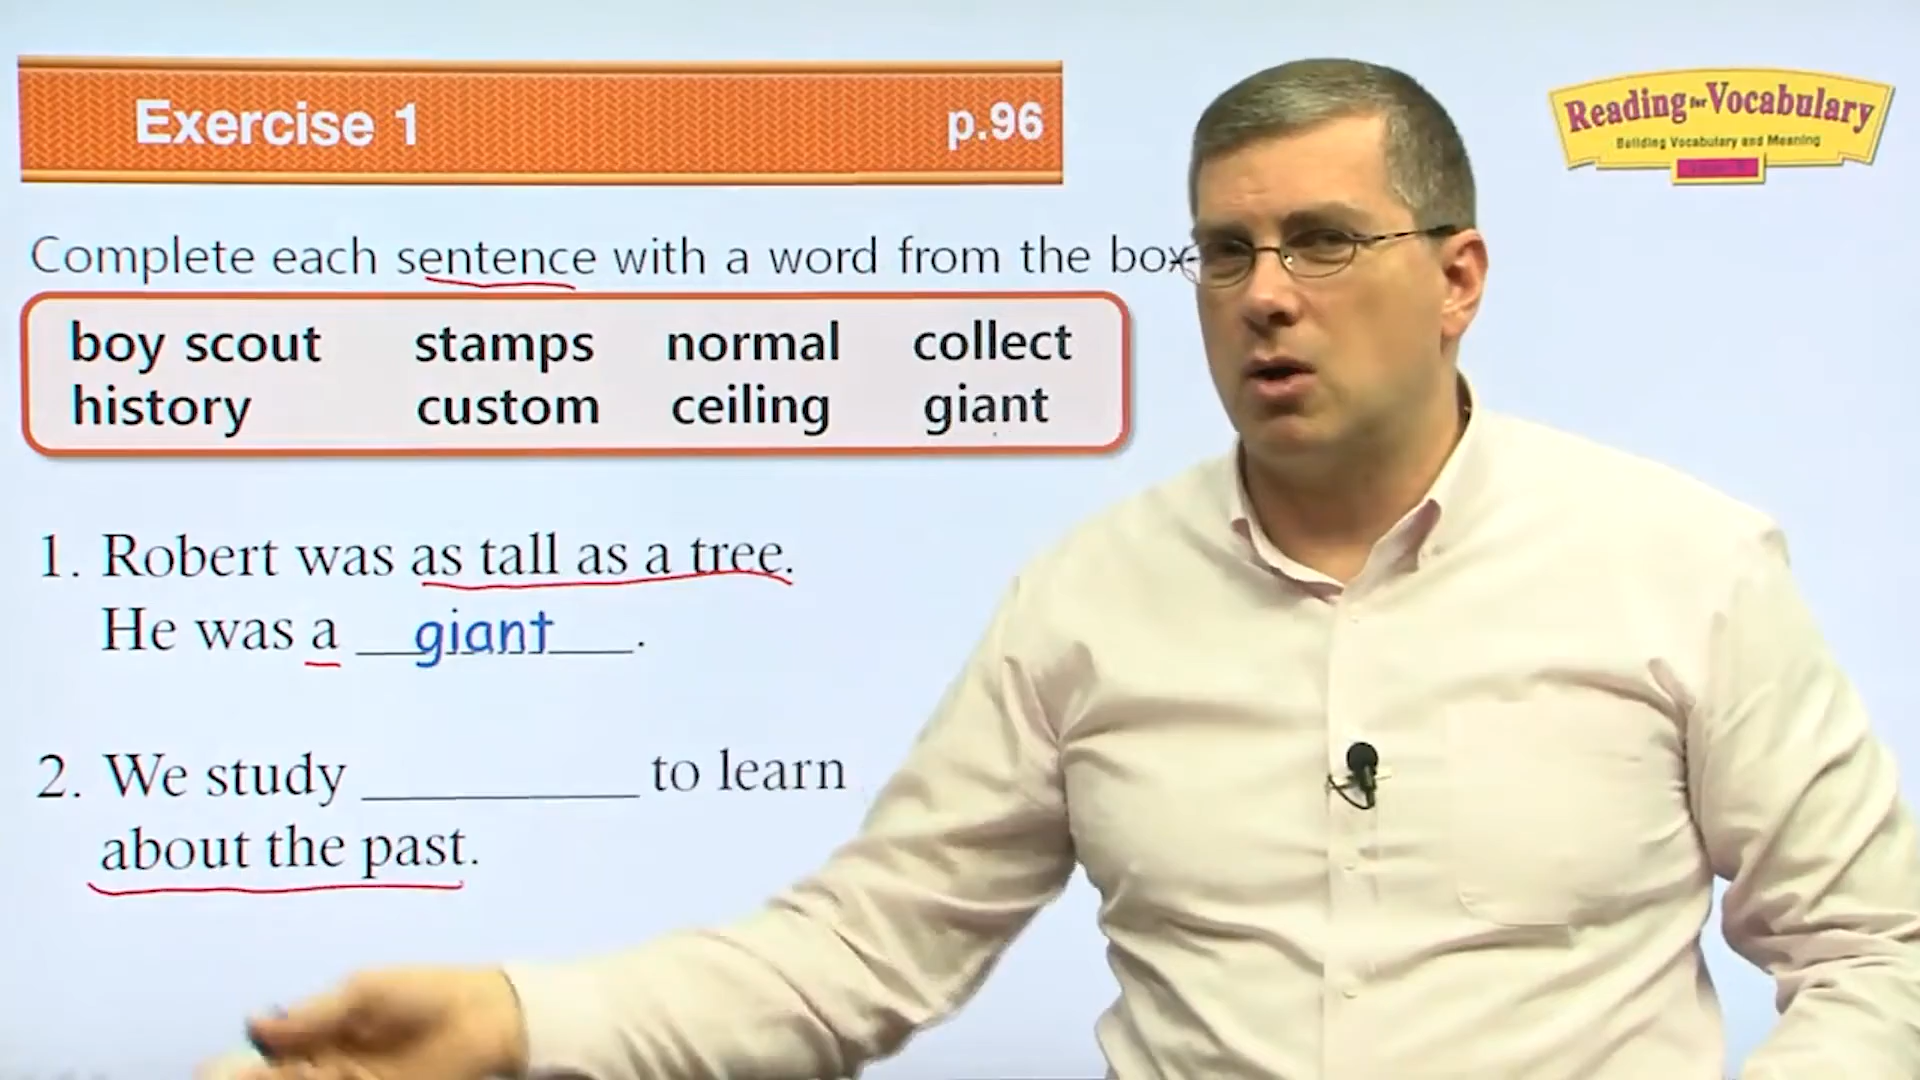 Exercise 1 p.96
Reading for Vocabulary
Building Vocabulary and Meaning
Complete each sentence with a word from the box
boy scout stamps normal collect
history custom ceiling giant
1. Robert was as tall as a tree.
He was a giant.
2. We study __________ to learn
about the past.